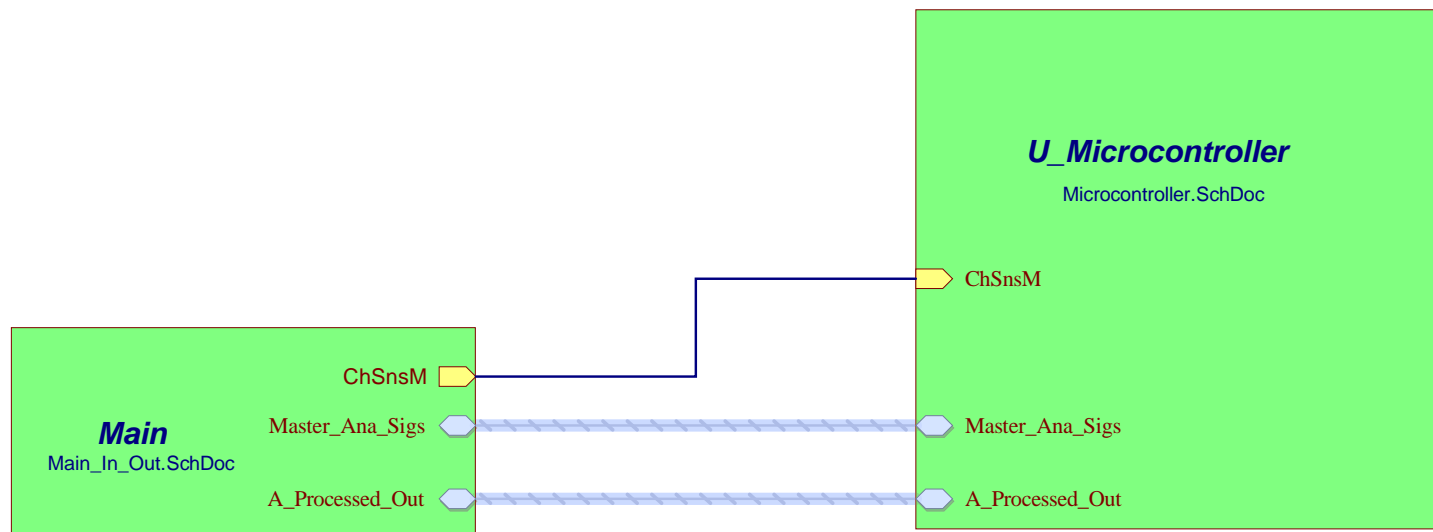 U_Microcontroller
Microcontroller.SchDoc
ChSnsM
ChSnsM
Main
Main_In_Out.SchDoc
Master_Ana_Sigs
Master_Ana_Sigs
A_Processed_Out
A_Processed_Out